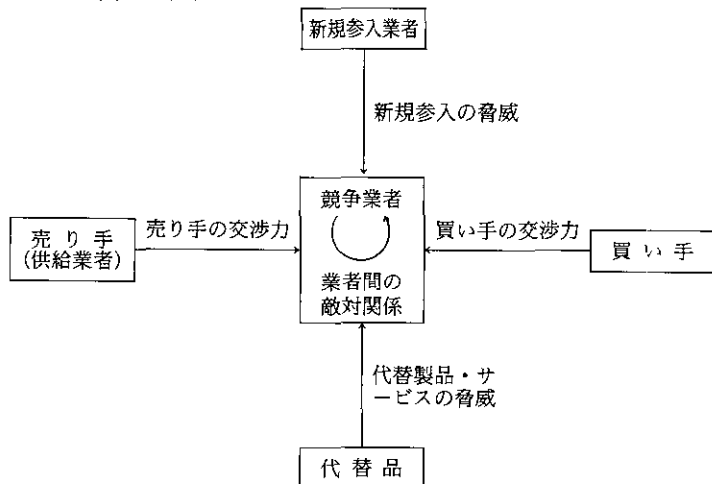 新規参入業者
新規参入の脅威
競争業者
売り手の交渉力
買い手の交渉力
売り手
(供給業者)
買い手
業者間の
敵対関係
代替製品・サ
ービスの脅威
代替品